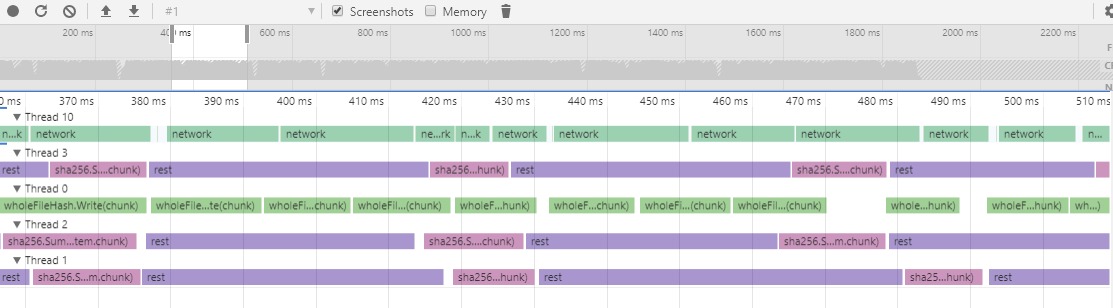 #1 Screenshots Memory
200 ms 600 ms 800 ms 1000 ms 1200 ms 1400 ms 1600 ms 1800 ms 2000 ms 2200 ms
F
N
0 ms 370 ms 380 ms 390 ms 400 ms 410 ms 420 ms 430 ms 440 ms 450 ms 460 ms 470 ms 480 ms 490 ms 500 ms 510 ms
Thread 10
n...k network network network ne...rk n...k network network network network network network n...
Thread 3
rest sha256.S...chunk) rest sha256...hunk) rest sha256.S...chunk) rest
Thread 0
wholeFileHash.Write(chunk) wholeFile...te(chunk) wholeFi...(chunk) wholeFil...(chunk) wholeF...hunk) wholeF...chunk) wholeFi...(chunk) wholeFil...(chunk) whole...hunk) wholeF...hunk) wh...)
Thread 2
sha256.Sum...tem.chunk) rest sha256.S...chunk) rest sha256.S...m.chunk) rest
Thread 1
rest sha256.S...m.chunk) rest sha256...hunk) rest sha25...hunk) rest